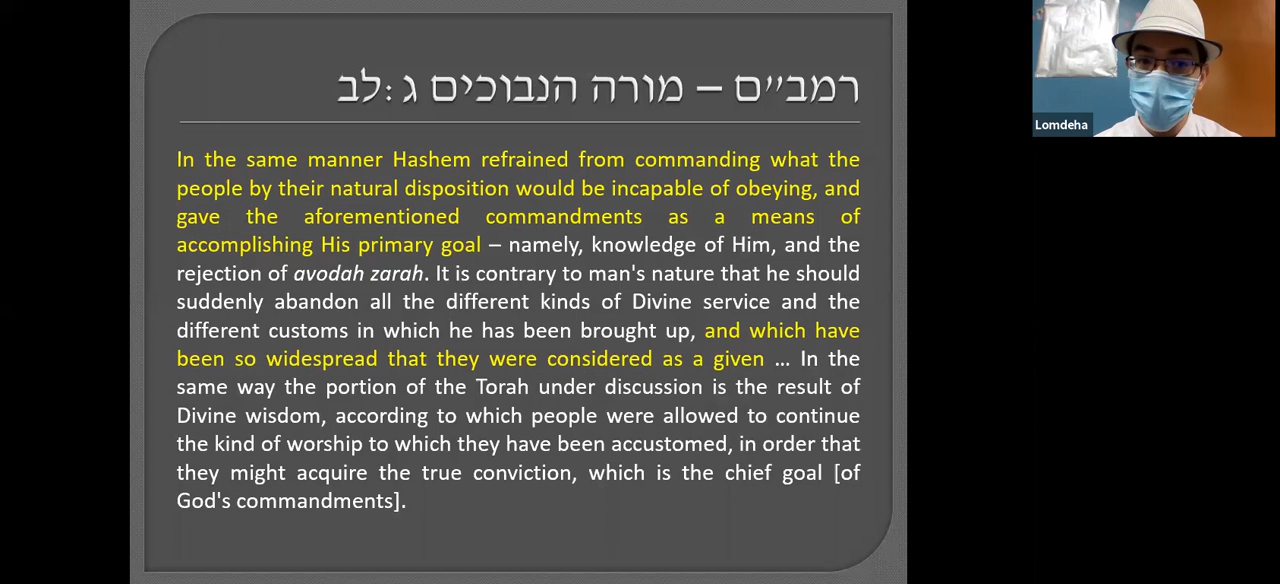 רמב״ם – מורה הנבוכים ג:לב
In the same manner Hashem refrained from commanding what the
people by their natural disposition would be incapable of obeying, and
gave the aforementioned commandments as a means of
accomplishing His primary goal – namely, knowledge of Him, and the
rejection of avodah zarah. It is contrary to man's nature that he should
suddenly abandon all the different kinds of Divine service and the
different customs in which he has been brought up, and which have
been so widespread that they were considered as a given ... In the
same way the portion of the Torah under discussion is the result of
Divine wisdom, according to which people were allowed to continue
the kind of worship to which they have been accustomed, in order that
they might acquire the true conviction, which is the chief goal [of
God's commandments].
Lomdeha